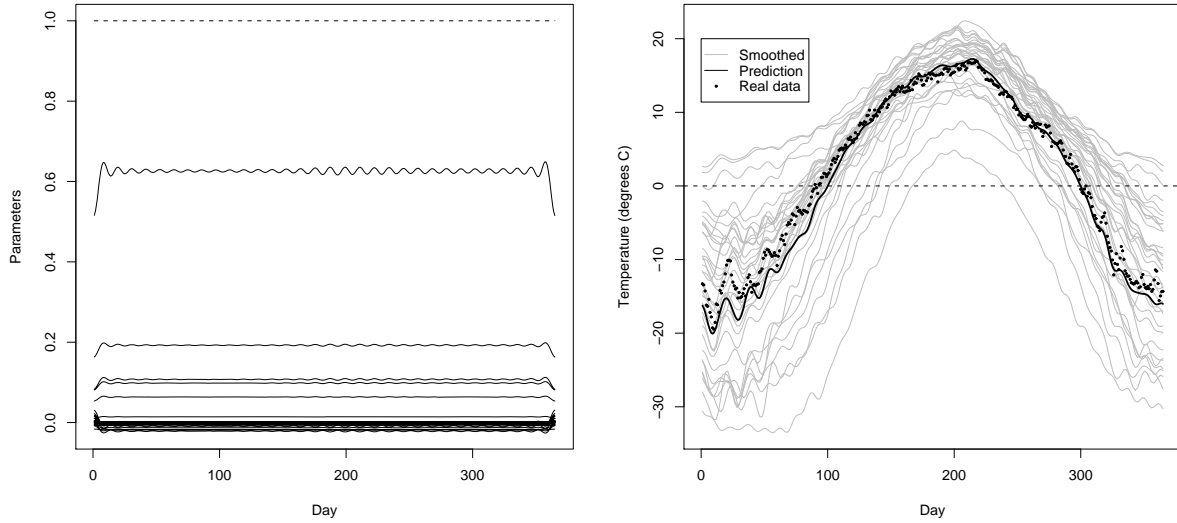 1.0
0.8
0.6
0.4
0.2
0.0
Parameters
0 100 200 300
Day
20
10
0
−10
−20
−30
Temperature (degrees C)
Smoothed
Prediction
Real data
0 100 200 300
Day